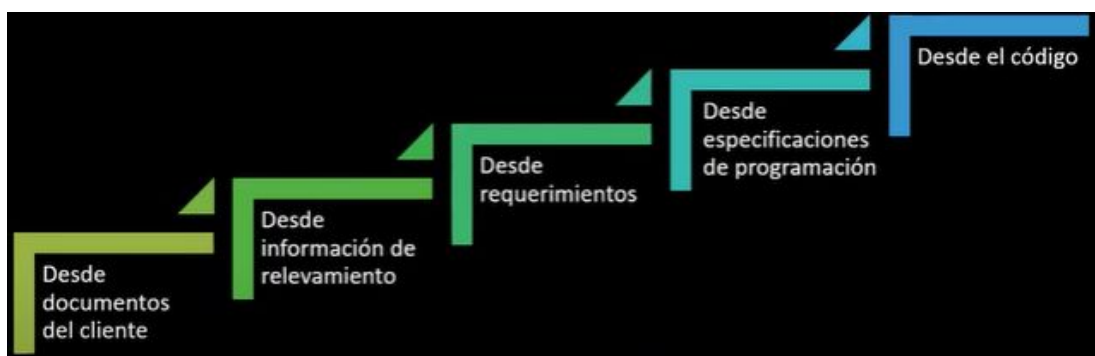 Desde
documentos
del cliente
Desde
información de
relevamiento
Desde
requerimientos
Desde
especificaciones
de programación
Desde el código